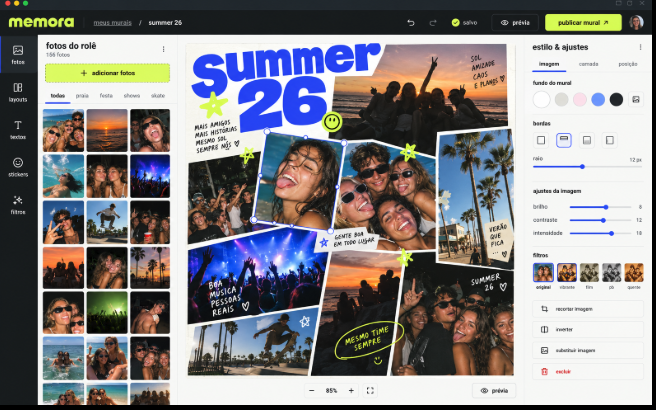 memora
meus murais / summer 26
salvo
prévia
publicar mural
fotos
layouts
textos
stickers
filtros
fotos do rolê
156 fotos
+ adicionar fotos
todas praia festa shows skate
Summer
26
MAIS AMIGOS
MAIS HISTÓRIAS
MESMO SOL
SEMPRE NÓS
SOL
AMIZADE
CAOS
E PLANOS
GENTE BOA
EM TODO LUGAR
VERÃO
QUE
FICA
...
BOA
MÚSICA
PESSOAS
REAIS
MESMO TIME
SEMPRE
SUMMER
26
− 85% +
prévia
estilo & ajustes
imagem camada posição
fundo do mural
bordas
raio 12 px
ajustes da imagem
brilho 8
contraste 12
intensidade 18
filtros
original vibrante film pb quente
recortar imagem
inverter
substituir imagem
excluir